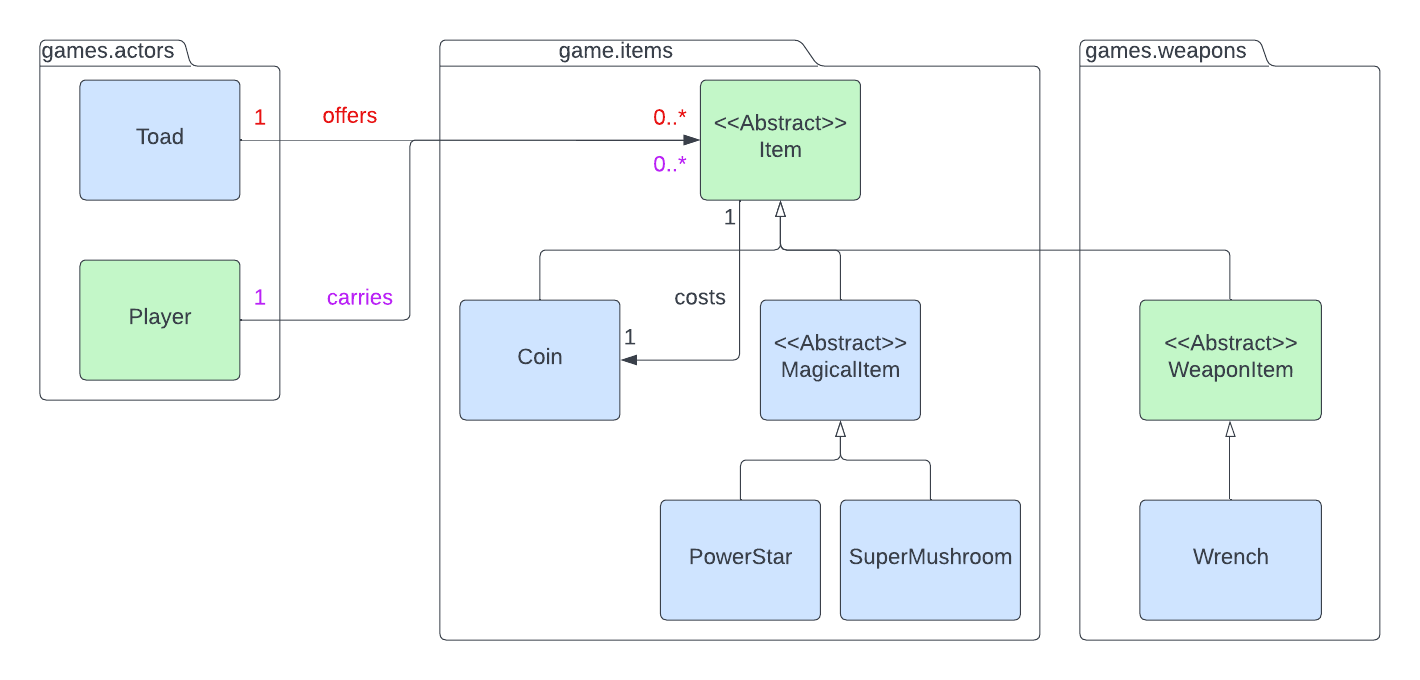 games.actors
game.items
games.weapons
Toad
1
offers
0..*
0..*
<<Abstract>>
Item
1
Player
1
carries
costs
1
Coin
<<Abstract>>
MagicalItem
<<Abstract>>
WeaponItem
PowerStar
SuperMushroom
Wrench